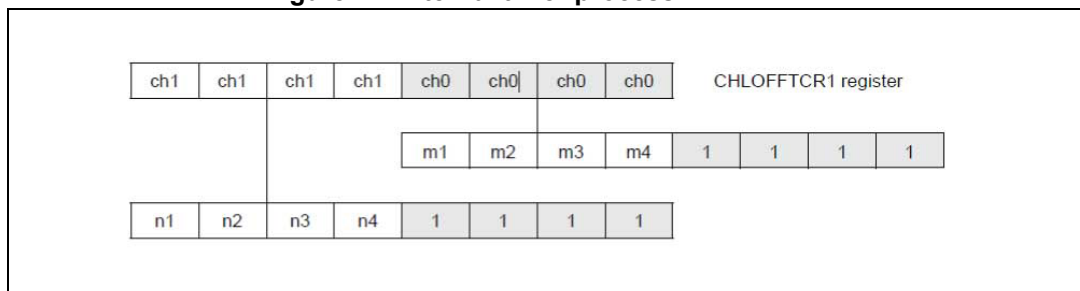 ch1 ch1 ch1 ch1 ch0 ch0 ch0 ch0 CHLOFFTCR1 register
m1 m2 m3 m4 1 1 1 1
n1 n2 n3 n4 1 1 1 1